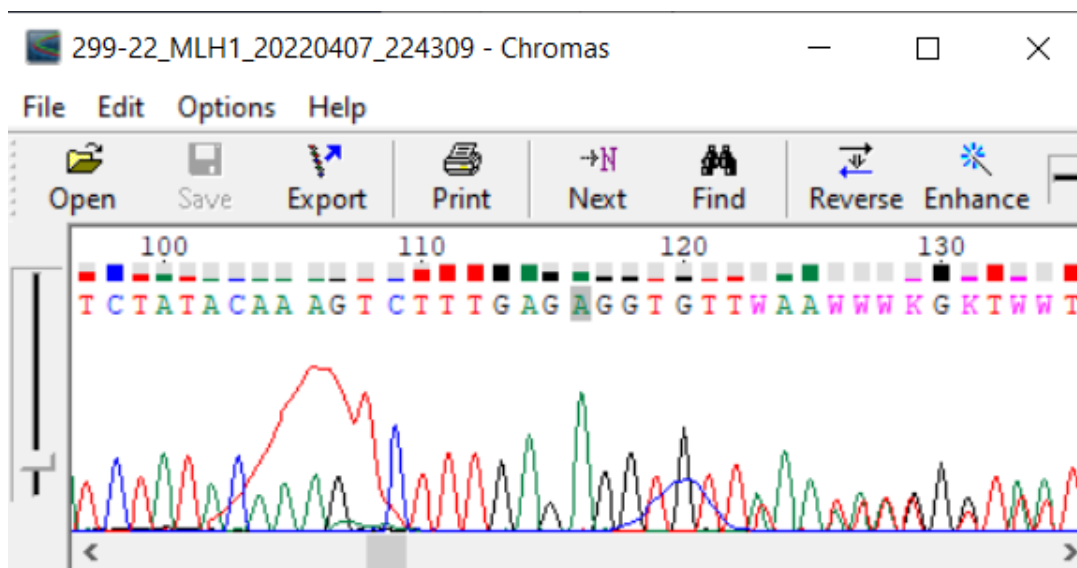 299-22_MLH1_20220407_224309 - Chromas
File Edit Options Help
Open Save Export Print →N Next Find Reverse Enhance
100 110 120 130
TCTATACAAAGTCTTTGAGAGGTGTTWAAWWWKGKTWWT